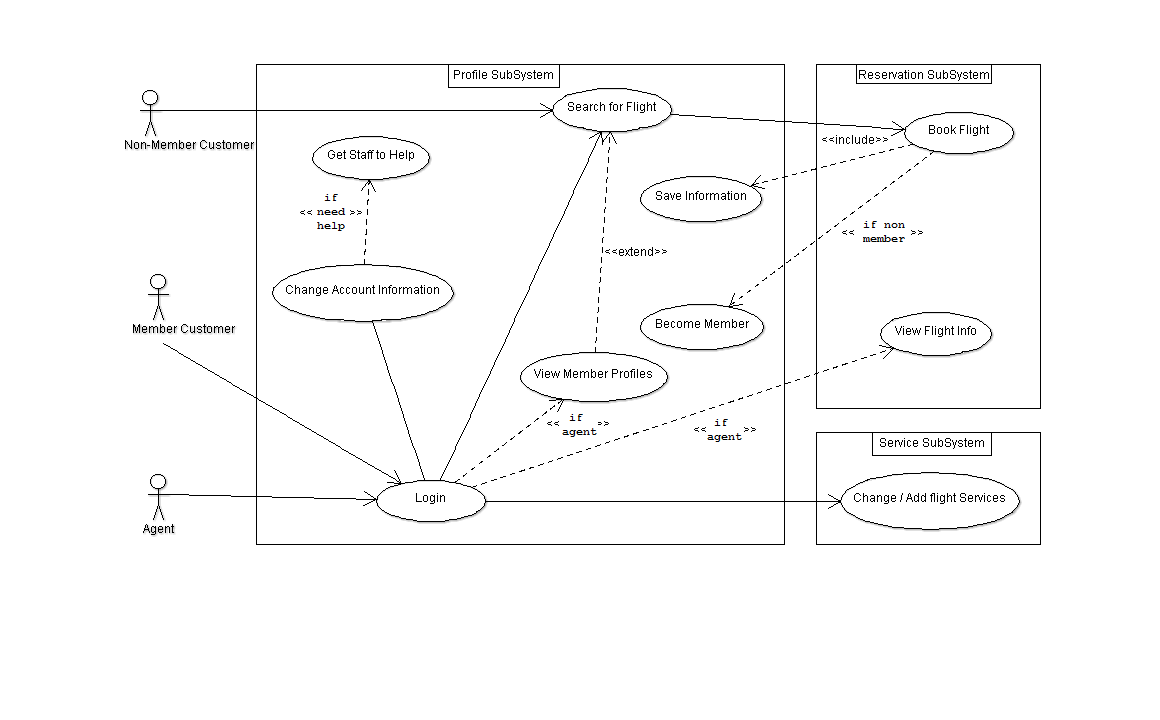 Profile SubSystem
Reservation SubSystem
Search for Flight
Book Flight
<<include>>
Non-Member Customer
Get Staff to Help
Save Information
if
<< need >>
help
<< if non >>
member
<<extend>>
Change Account Information
Member Customer
Become Member
View Flight Info
View Member Profiles
<< if >>
agent
<< if >>
agent
Service SubSystem
Login
Change / Add flight Services
Agent